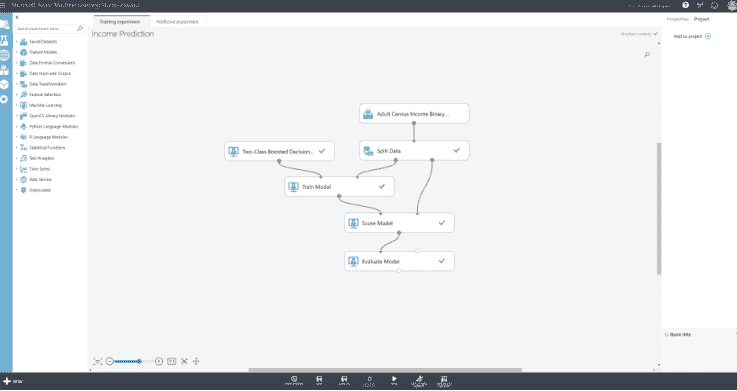 Microsoft Azure Machine Learning Studio
Training experiment
Predictive experiment
Properties Project
Income Prediction
Finished running ✓
Add to project
Search experiment items
Saved Datasets
Trained Models
Data Format Conversions
Data Input and Output
Data Transformation
Feature Selection
Machine Learning
OpenCV Library Modules
Python Language Modules
R Language Modules
Statistical Functions
Text Analytics
Time Series
Web Service
Deprecated
Adult Census Income Binary...
Two-Class Boosted Decision...
Split Data
Train Model
Score Model
Evaluate Model
Quick Help
NEW